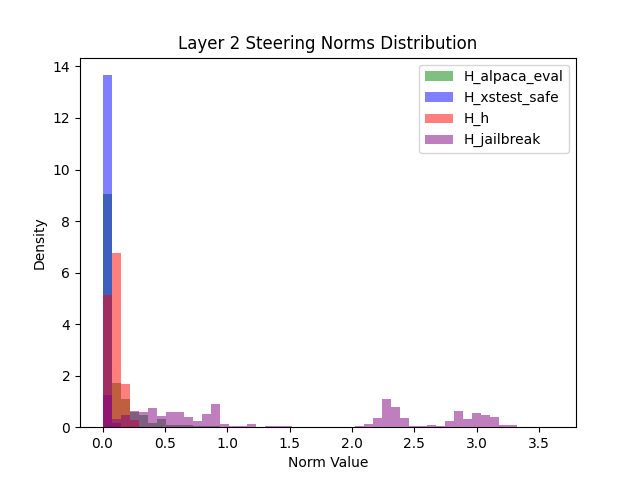 Layer 2 Steering Norms Distribution
H_alpaca_eval
H_xstest_safe
H_h
H_jailbreak
Density
14
12
10
8
6
4
2
0
0.0 0.5 1.0 1.5 2.0 2.5 3.0 3.5
Norm Value